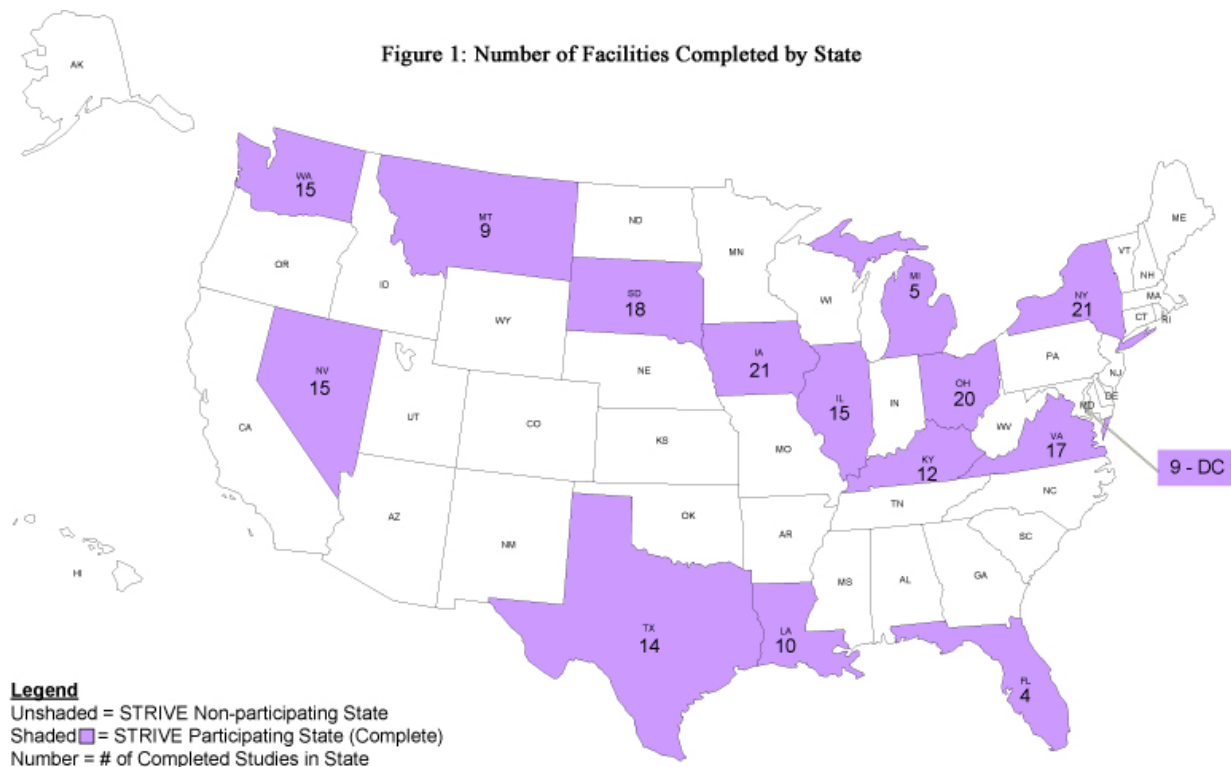 Figure 1: Number of Facilities Completed by State
AK
WA
15
MT
9
ND
MN
ME
VT
NH
OR
ID
SD
18
WI
MI
5
NY
21
MA
CT
RI
WY
IA
21
PA
NJ
NE
NV
15
IL
15
IN
OH
20
MD
DE
UT
CO
CA
KS
MO
WV
VA
17
KY
12
9 - DC
AZ
NM
OK
TN
NC
AR
SC
MS
AL
GA
HI
TX
14
LA
10
FL
4
Legend
Unshaded = STRIVE Non-participating State
Shaded = STRIVE Participating State (Complete)
Number = # of Completed Studies in State